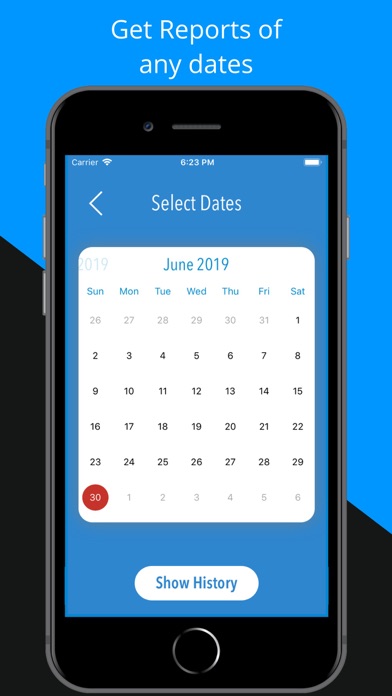 Get Reports of
any dates
Carrier 6:23 PM
Select Dates
2019 June 2019
Sun Mon Tue Wed Thu Fri Sat
26 27 28 29 30 31 1
2 3 4 5 6 7 8
9 10 11 12 13 14 15
16 17 18 19 20 21 22
23 24 25 26 27 28 29
30 1 2 3 4 5 6
Show History